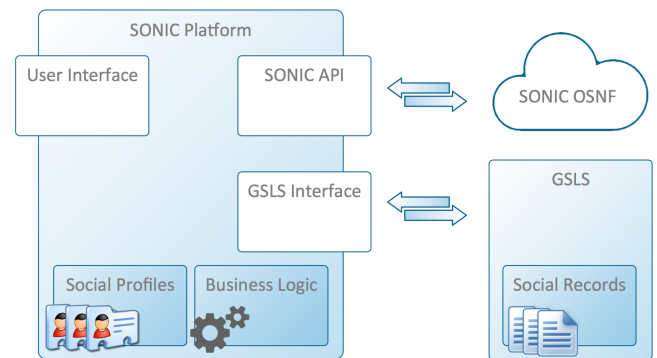 SONIC Platform
User Interface
SONIC API
SONIC OSNF
GSLS Interface
GSLS
Social Profiles
Business Logic
Social Records